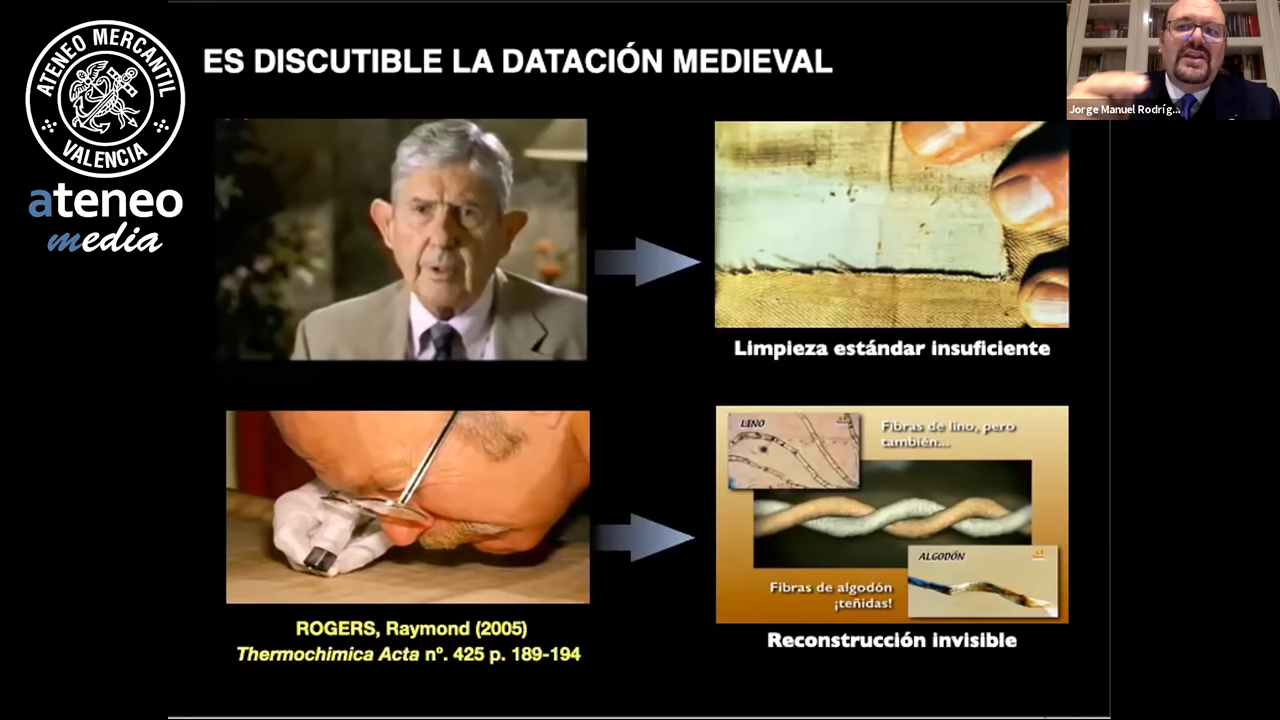 ATENEO MERCANTIL
VALENCIA
ateneo
media
ES DISCUTIBLE LA DATACIÓN MEDIEVAL
Jorge Manuel Rodríg...
Limpieza estándar insuficiente
LINO
Fibras de lino, pero
también...
ALGODÓN
Fibras de algodón
¡teñidas!
Reconstrucción invisible
ROGERS, Raymond (2005)
Thermochimica Acta nº. 425 p. 189-194